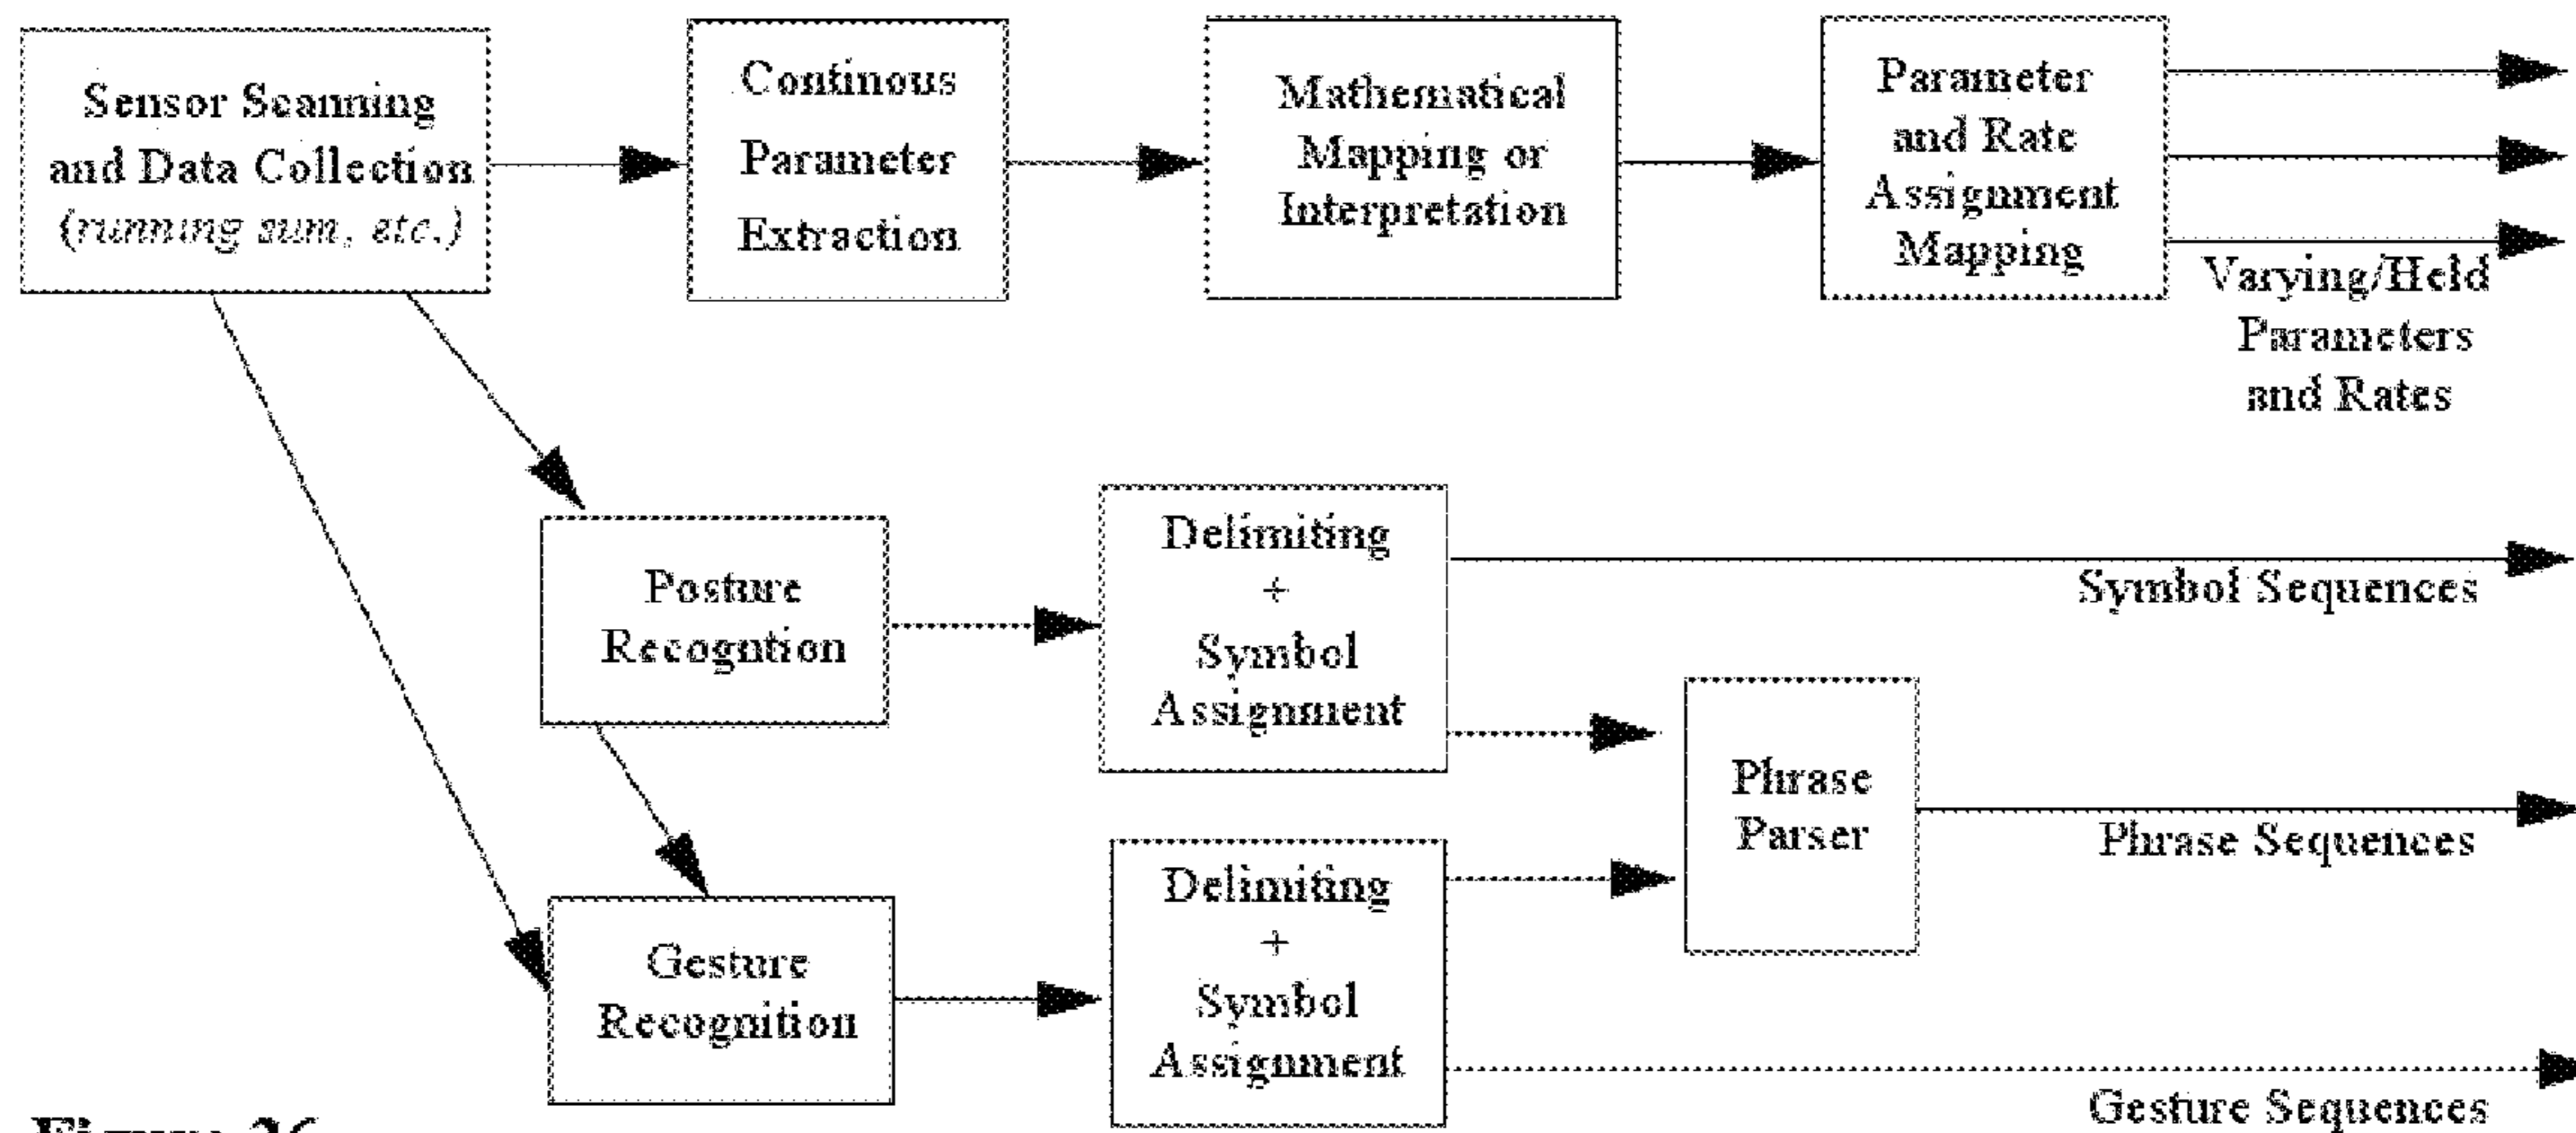 Sensor Scanning
and Data Collection
(running sum, etc.)
Continous
Parameter
Extraction
Mathematical
Mapping or
Interpretation
Parameter
and Rate
Assignment
Mapping
Varying/Held
Parameters
and Rates
Posture
Recogntion
Delimiting
+
Symbol
Assignment
Symbol Sequences
Phrase
Parser
Phrase Sequences
Gesture
Recognition
Delimiting
+
Symbol
Assignment
Gesture Sequences